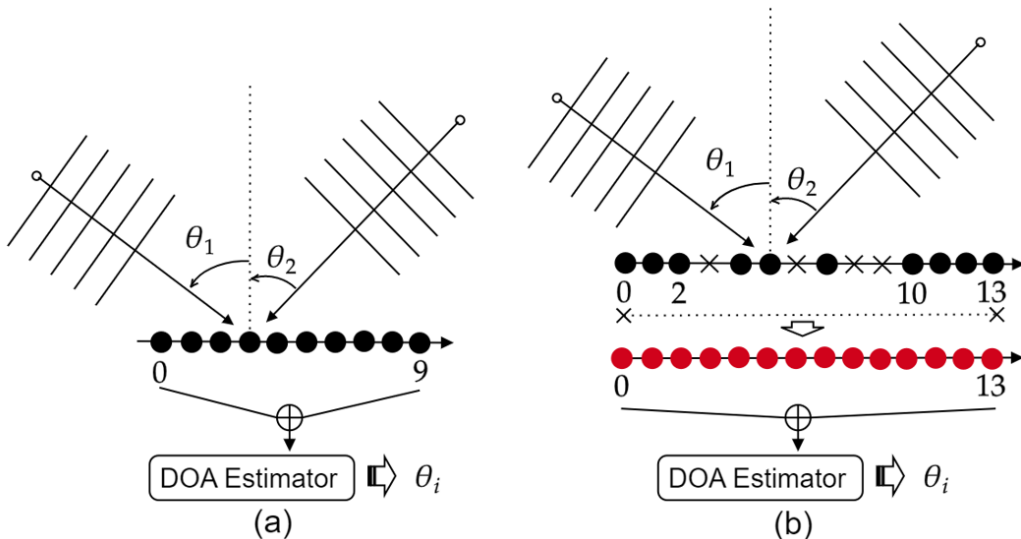 θ₁
θ₂
0
9
DOA Estimator
θᵢ
(a)
θ₁
θ₂
0
2
10
13
0
13
DOA Estimator
θᵢ
(b)